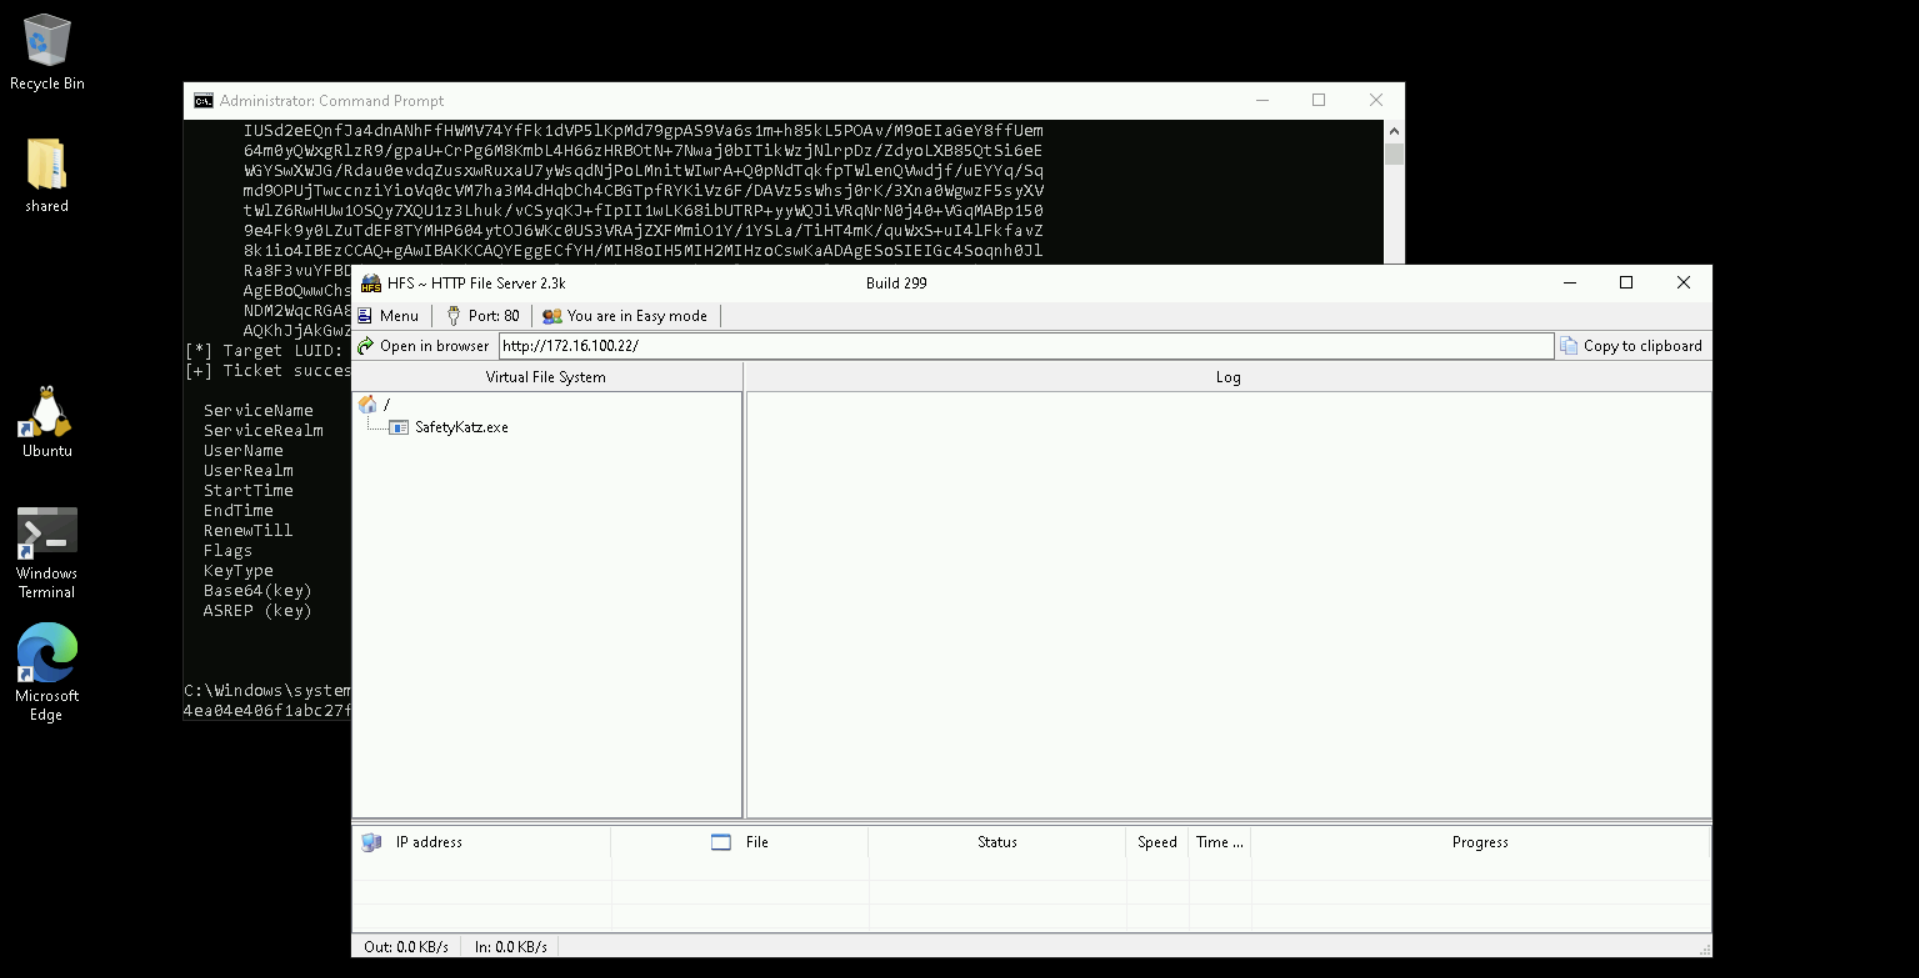 Recycle Bin
shared
Ubuntu
Windows
Terminal
Microsoft
Edge
Administrator: Command Prompt
IUSd2eEQnfJa4dnANhFfHWMV74YfFk1dVP5lKpMd79gpAS9Va6s1m+h85kL5POAv/M9oEIaGeY8ffUem
64m0yQWxgRlzR9/gpaU+CrPg6M8KmbL4H66zHRBOtN+7Nwaj0bITikWzjNlrpDz/ZdyoLXB85QtSi6eE
WGYSwXWJG/Rdau0evdqZusxwRuxaU7yWsqdNjPoLMnitWIwrA+Q0pNdTqkfpTWlenQVwdjf/uEYYq/Sq
md9OPUjTwccnziYioVq0cVM7ha3M4dHqbCh4CBGTpfRYKiVz6F/DAVz5sWhsj0rK/3Xna0WgwzF5syXV
tWlZ6RwHUw1OSQy7XQU1z3Lhuk/vCSyqKJ+fIpII1wLK68ibUTRP+yyWQJiVRqNrN0j40+VGqMABp150
9e4Fk9y0LZuTdEF8TYMHP604ytOJ6WKc0US3VRAjZXFMmiO1Y/1YSLa/TiHT4mK/quWxS+uI4lFkfavZ
8k1io4IBEzCCAQ+gAwIBAKKCAQYEggECfYH/MIH8oIH5MIH2MIHzoCswKaADAgESoSIEIGc4Soqnh0Jl
Ra8F3vuYFBD
AgEBoQwwChs
NDM2WqcRGA8
AQKhJjAkGwZ
[*] Target LUID:
[+] Ticket succes
ServiceName
ServiceRealm
UserName
UserRealm
StartTime
EndTime
RenewTill
Flags
KeyType
Base64(key)
ASREP (key)
C:\Windows\system
4ea04e406f1abc27f
HFS ~ HTTP File Server 2.3k Build 299
Menu Port: 80 You are in Easy mode
Open in browser http://172.16.100.22/ Copy to clipboard
Virtual File System Log
/
SafetyKatz.exe
IP address File Status Speed Time ... Progress
Out: 0.0 KB/s In: 0.0 KB/s